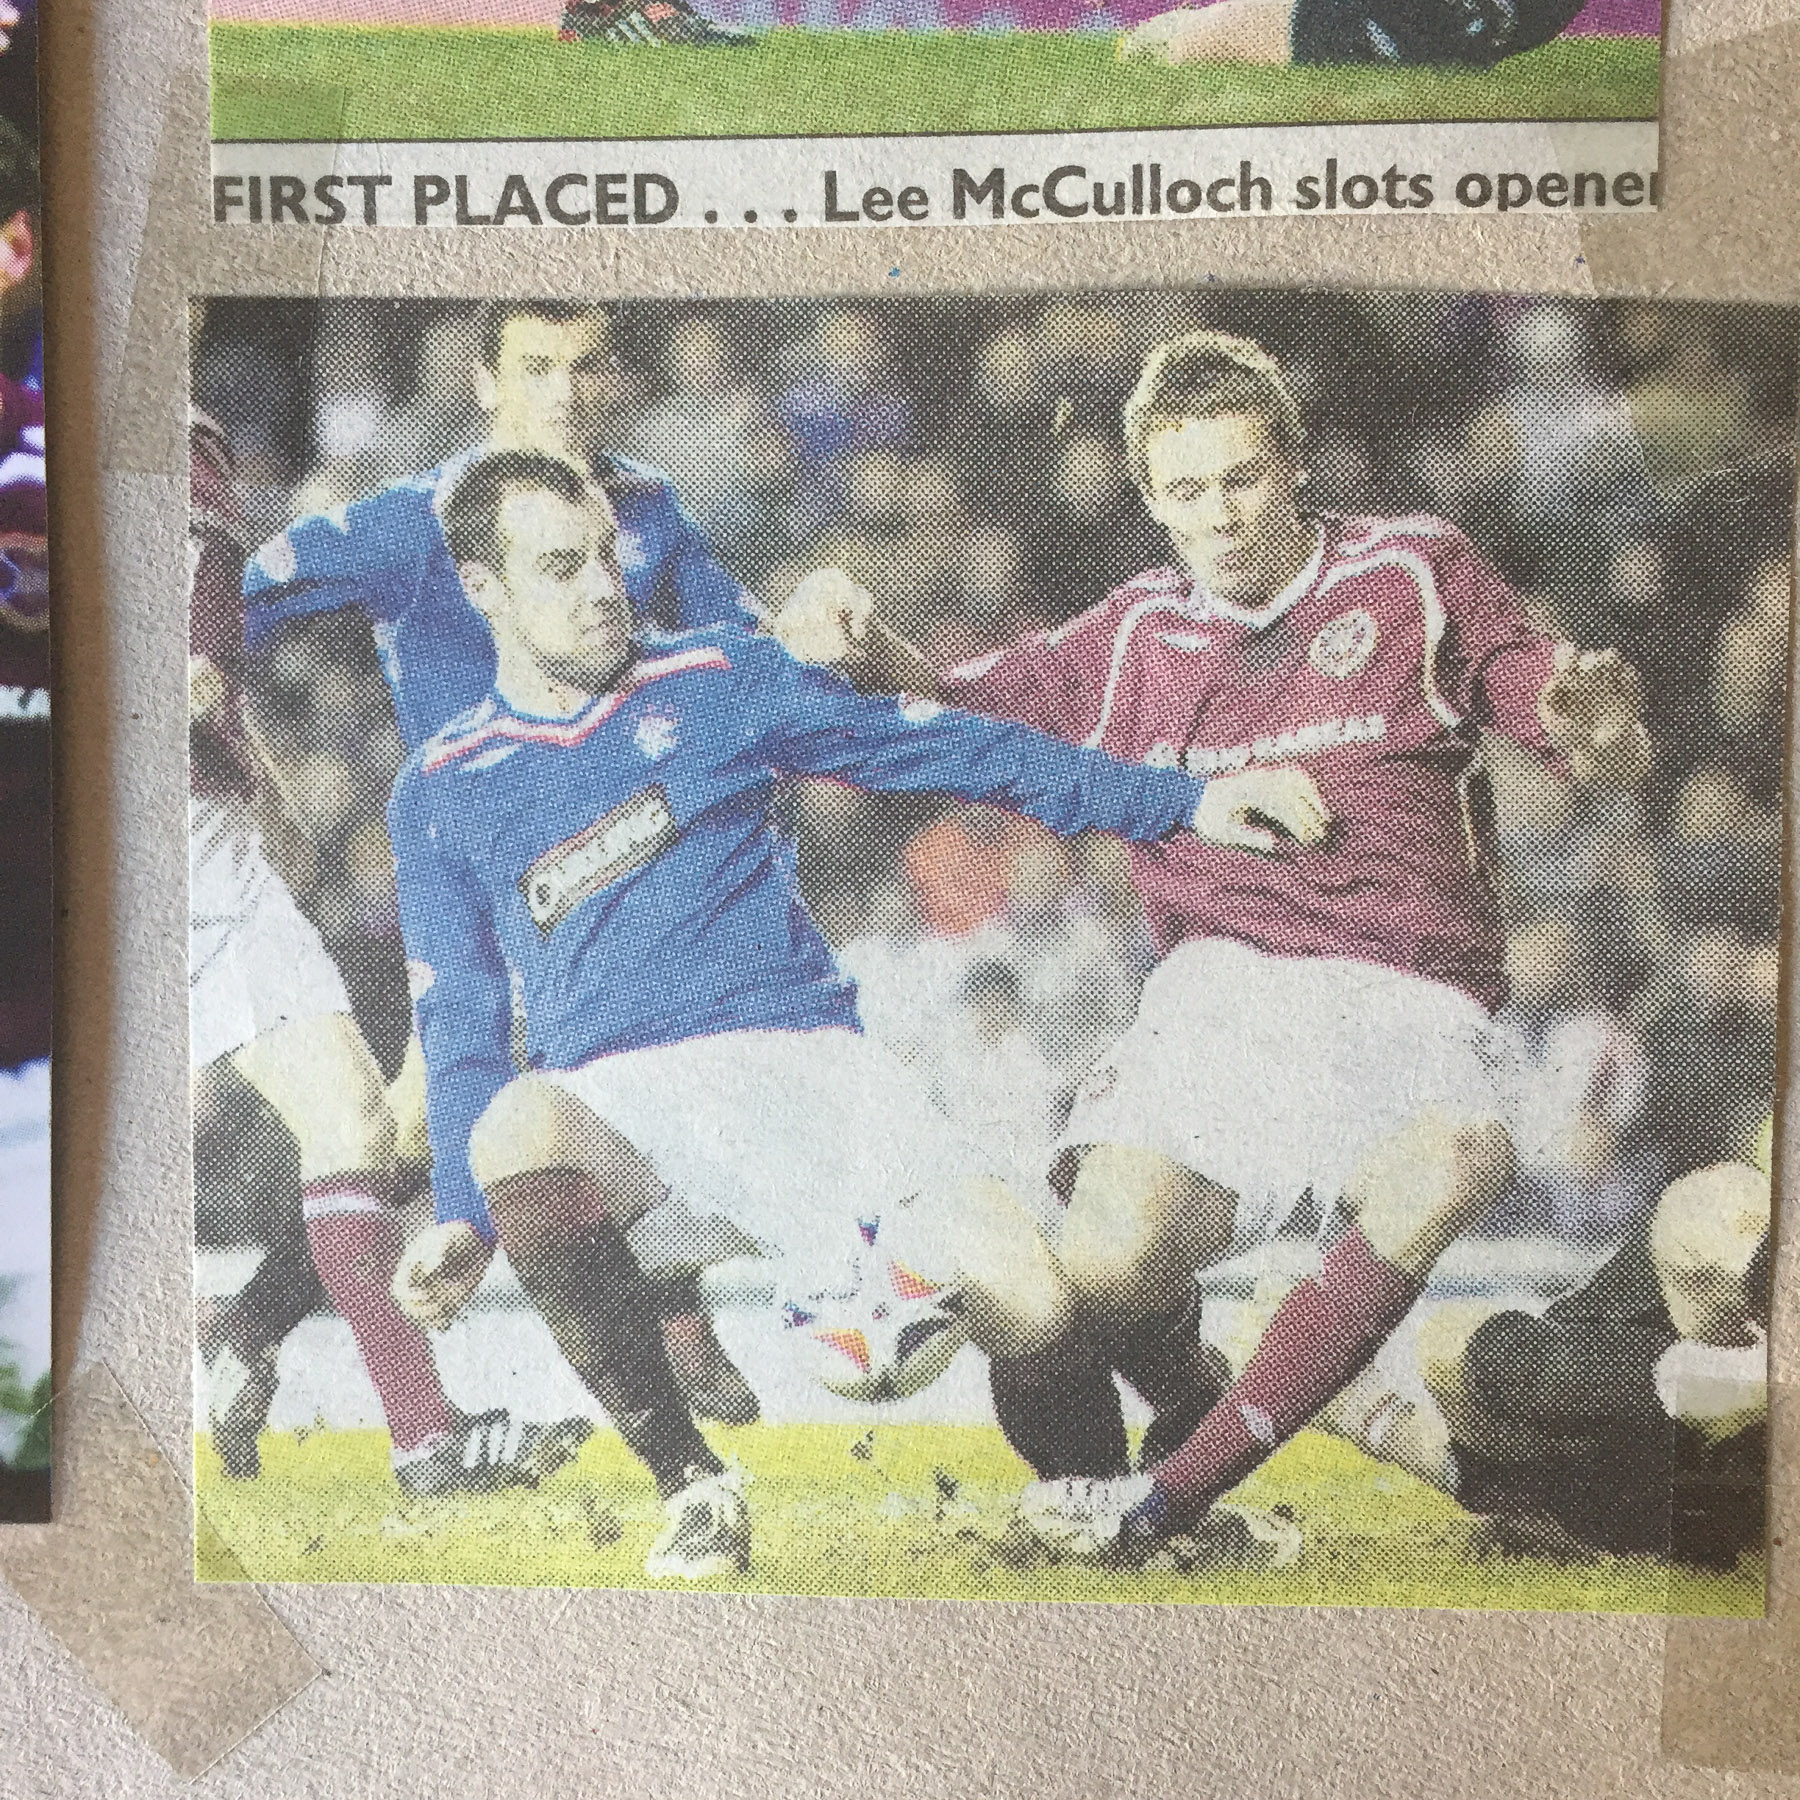 FIRST PLACED . . . Lee McCulloch slots opener